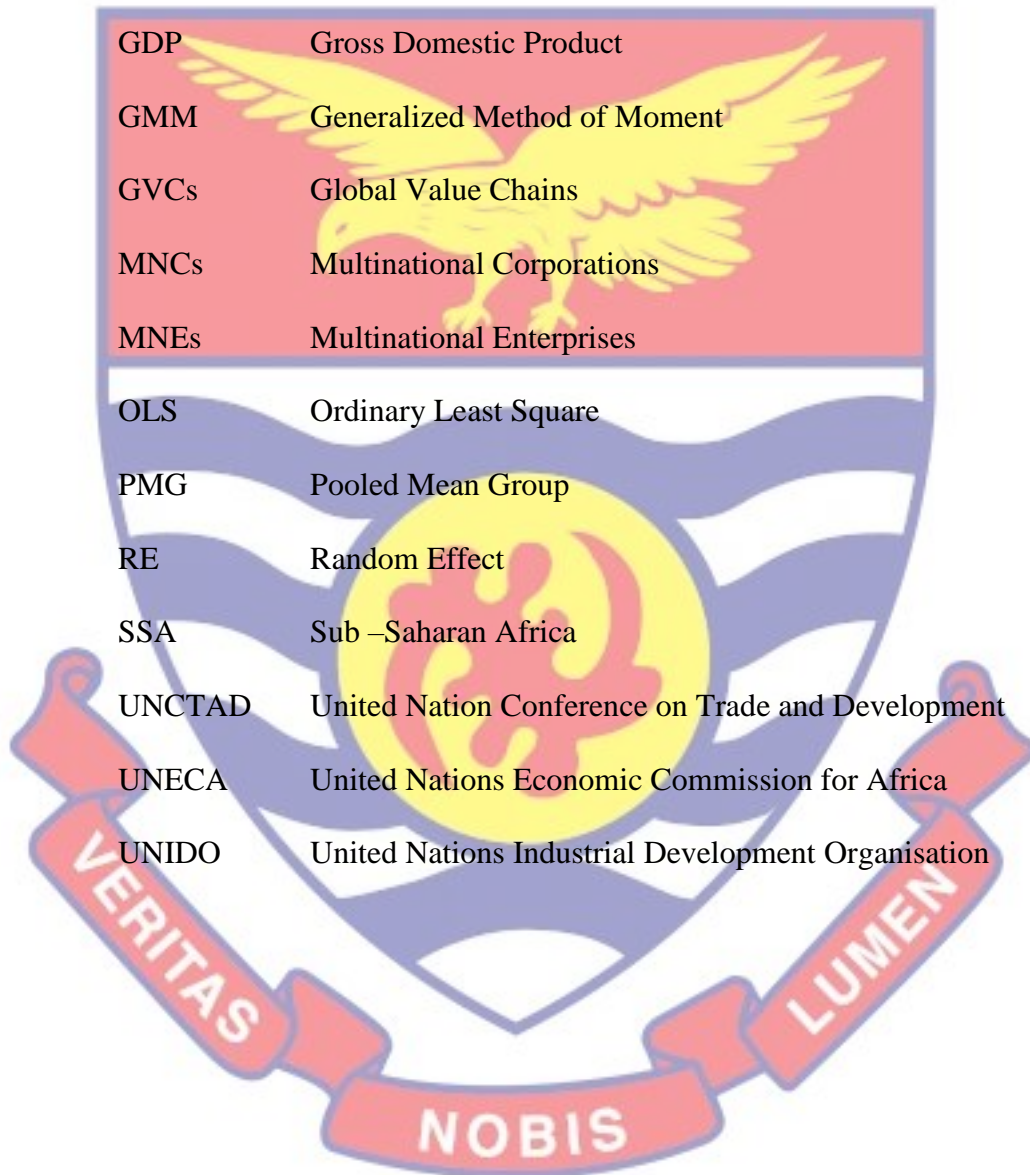 GDP Gross Domestic Product
GMM Generalized Method of Moment
GVCs Global Value Chains
MNCs Multinational Corporations
MNEs Multinational Enterprises
OLS Ordinary Least Square
PMG Pooled Mean Group
RE Random Effect
SSA Sub –Saharan Africa
UNCTAD United Nation Conference on Trade and Development
UNECA United Nations Economic Commission for Africa
UNIDO United Nations Industrial Development Organisation
VERITAS
NOBIS
LUMEN